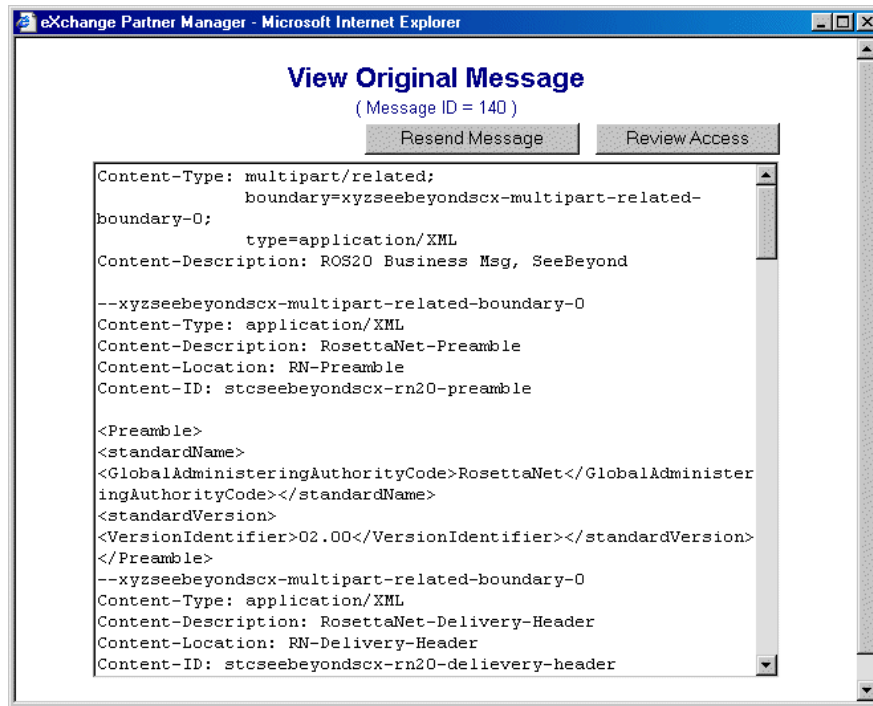 eXchange Partner Manager - Microsoft Internet Explorer
View Original Message
( Message ID = 140 )
Resend Message
Review Access
Content-Type: multipart/related;
boundary=xyzseebeyondscx-multipart-related-
boundary-0;
type=application/XML
Content-Description: ROS20 Business Msg, SeeBeyond
--xyzseebeyondscx-multipart-related-boundary-0
Content-Type: application/XML
Content-Description: RosettaNet-Preamble
Content-Location: RN-Preamble
Content-ID: stcseebeyondscx-rn20-preamble
<Preamble>
<standardName>
<GlobalAdministeringAuthorityCode>RosettaNet</GlobalAdminister
ingAuthorityCode></standardName>
<standardVersion>
<VersionIdentifier>02.00</VersionIdentifier></standardVersion>
</Preamble>
--xyzseebeyondscx-multipart-related-boundary-0
Content-Type: application/XML
Content-Description: RosettaNet-Delivery-Header
Content-Location: RN-Delivery-Header
Content-ID: stcseebeyondscx-rn20-delievery-header